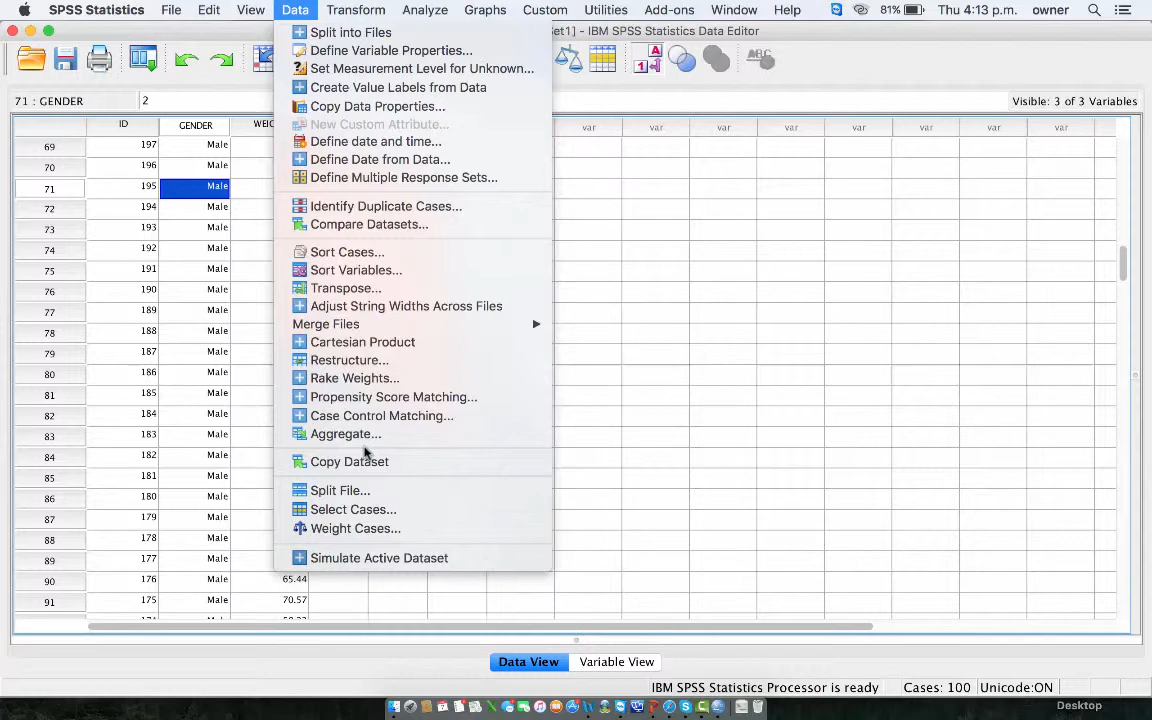 SPSS Statistics File Edit View Data Transform Analyze Graphs Custom Utilities Add-ons Window Help 81% Thu 4:13 p.m. owner
Set1] - IBM SPSS Statistics Data Editor
71 : GENDER 2 Visible: 3 of 3 Variables
ID GENDER WEIG var var var var var var var var
69 197 Male
70 196 Male
71 195 Male
72 194 Male
73 193 Male
74 192 Male
75 191 Male
76 190 Male
77 189 Male
78 188 Male
79 187 Male
80 186 Male
81 185 Male
82 184 Male
83 183 Male
84 182 Male
85 181 Male
86 180 Male
87 179 Male
88 178 Male
89 177 Male
90 176 Male 65.44
91 175 Male 70.57
Split into Files
Define Variable Properties...
Set Measurement Level for Unknown...
Create Value Labels from Data
Copy Data Properties...
New Custom Attribute...
Define date and time...
Define Date from Data...
Define Multiple Response Sets...
Identify Duplicate Cases...
Compare Datasets...
Sort Cases...
Sort Variables...
Transpose...
Adjust String Widths Across Files
Merge Files
Cartesian Product
Restructure...
Rake Weights...
Propensity Score Matching...
Case Control Matching...
Aggregate...
Copy Dataset
Split File...
Select Cases...
Weight Cases...
Simulate Active Dataset
Data View Variable View
IBM SPSS Statistics Processor is ready Cases: 100 Unicode:ON
Desktop